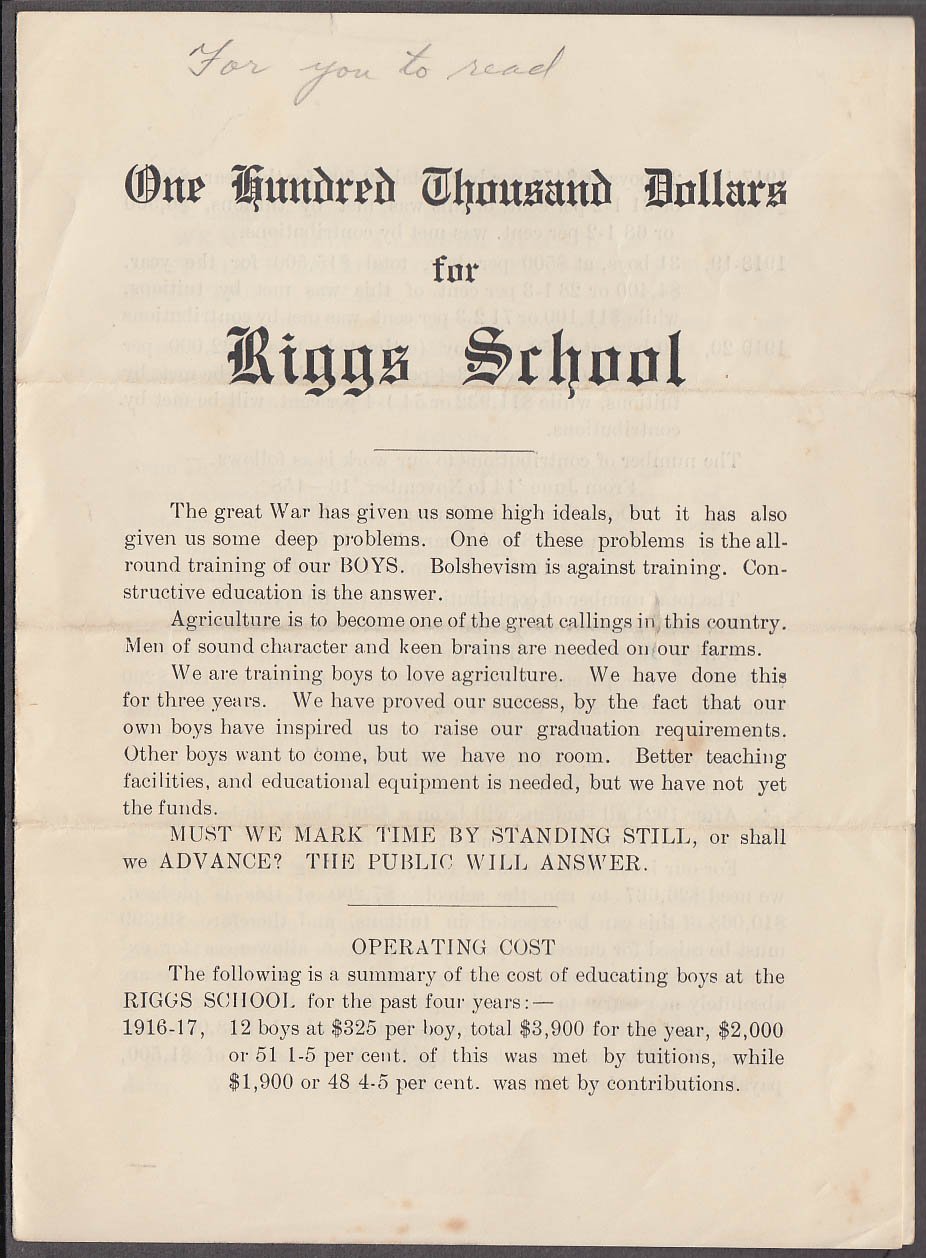 For you to read
One Hundred Thousand Dollars
for
Riggs School
The great War has given us some high ideals, but it has also
given us some deep problems. One of these problems is the all-
round training of our BOYS. Bolshevism is against training. Con-
structive education is the answer.
Agriculture is to become one of the great callings in this country.
Men of sound character and keen brains are needed on our farms.
We are training boys to love agriculture. We have done this
for three years. We have proved our success, by the fact that our
own boys have inspired us to raise our graduation requirements.
Other boys want to come, but we have no room. Better teaching
facilities, and educational equipment is needed, but we have not yet
the funds.
MUST WE MARK TIME BY STANDING STILL, or shall
we ADVANCE? THE PUBLIC WILL ANSWER.
OPERATING COST
The following is a summary of the cost of educating boys at the
RIGGS SCHOOL for the past four years:—
1916-17, 12 boys at $325 per boy, total $3,900 for the year, $2,000
or 51 1-5 per cent. of this was met by tuitions, while
$1,900 or 48 4-5 per cent. was met by contributions.